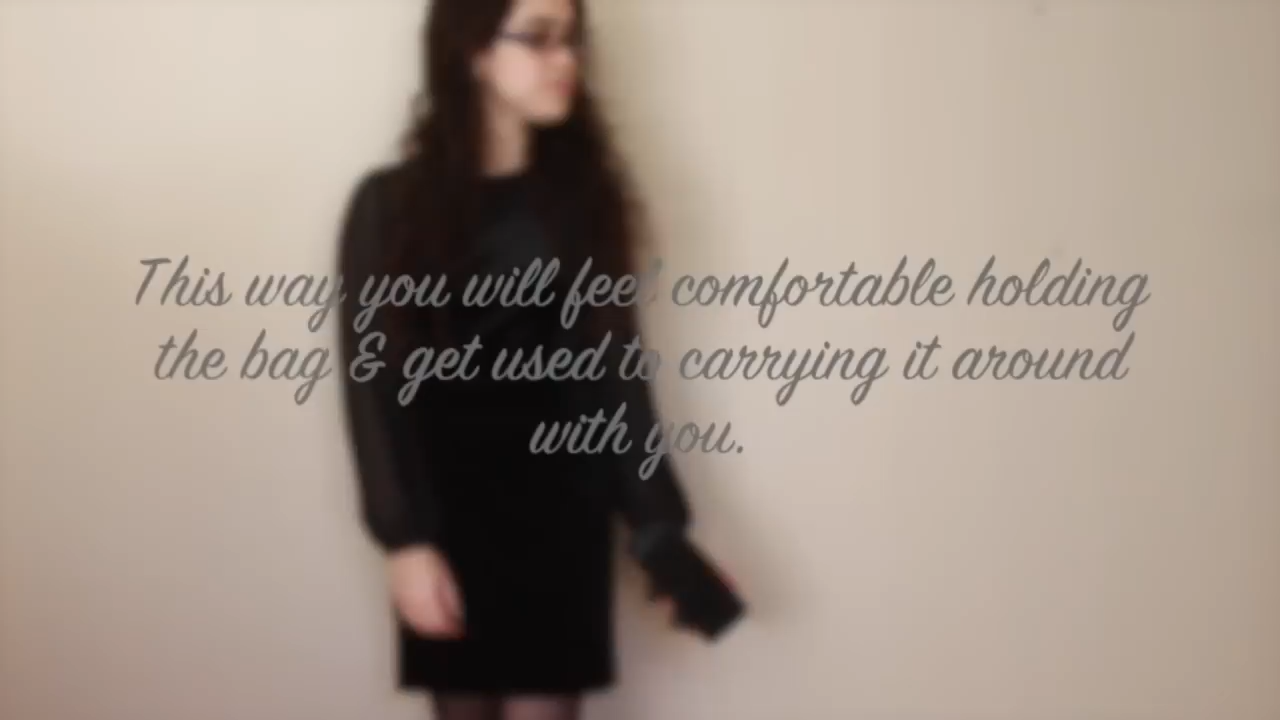 This way you will feel comfortable holding
the bag & get used to carrying it around
with you.